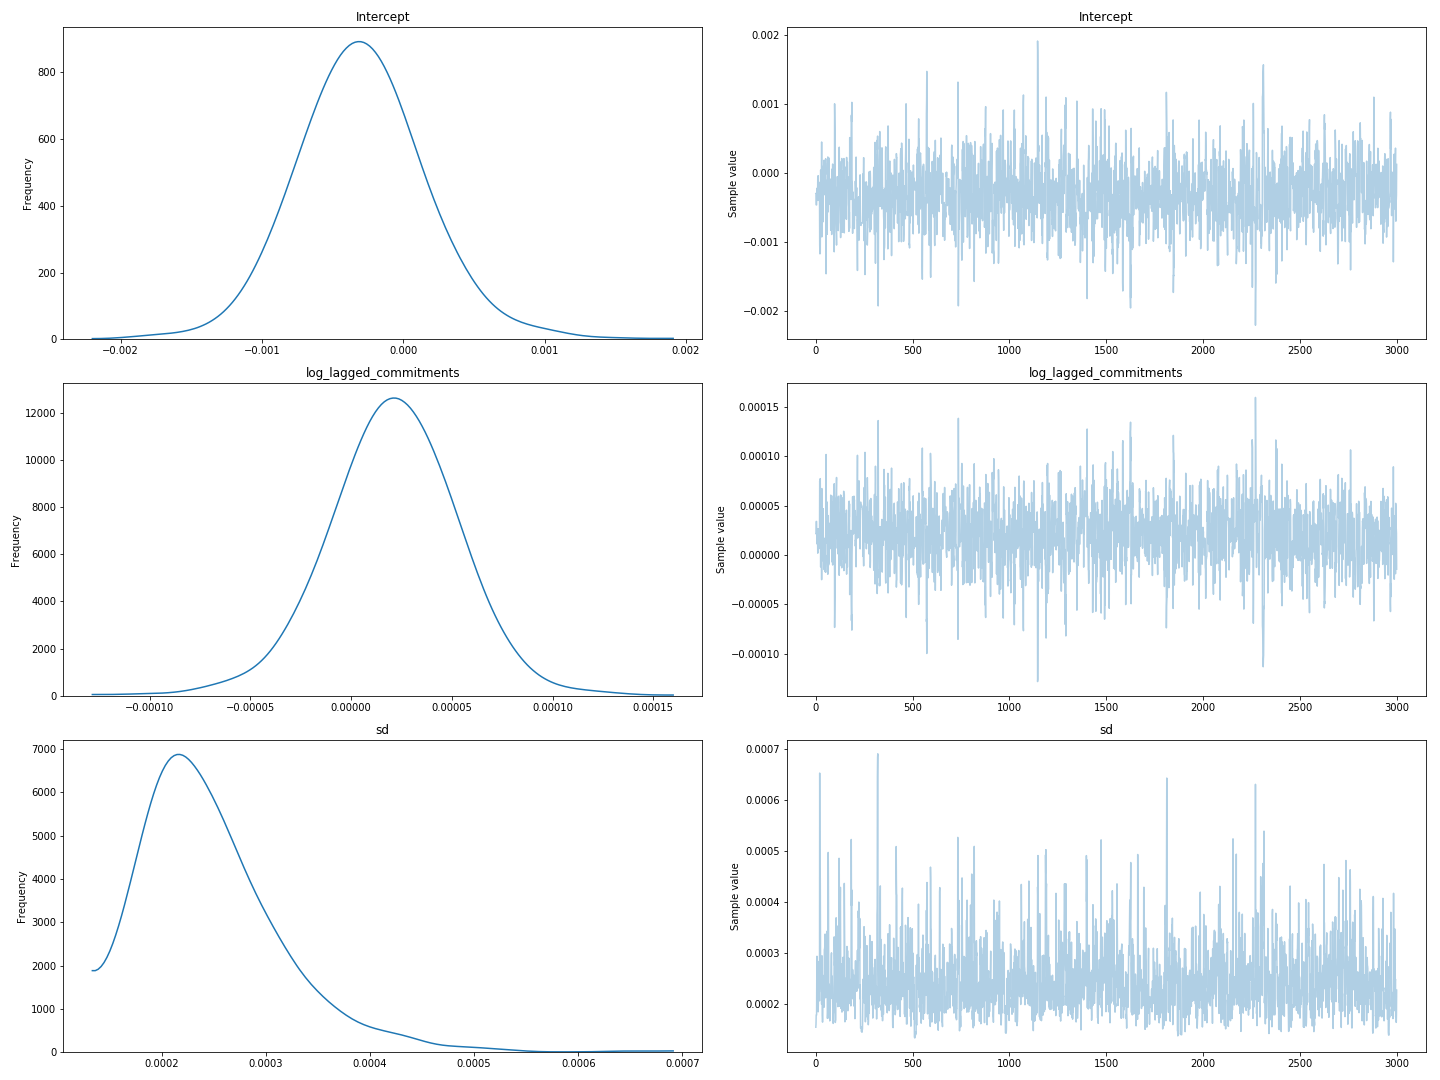 Intercept
Frequency
800
600
400
200
0
−0.002 −0.001 0.000 0.001 0.002
Intercept
Sample value
0.002
0.001
0.000
−0.001
−0.002
0 500 1000 1500 2000 2500 3000
log_lagged_commitments
Frequency
12000
10000
8000
6000
4000
2000
0
−0.00010 −0.00005 0.00000 0.00005 0.00010 0.00015
log_lagged_commitments
Sample value
0.00015
0.00010
0.00005
0.00000
−0.00005
−0.00010
0 500 1000 1500 2000 2500 3000
sd
Frequency
7000
6000
5000
4000
3000
2000
1000
0
0.0002 0.0003 0.0004 0.0005 0.0006 0.0007
sd
Sample value
0.0007
0.0006
0.0005
0.0004
0.0003
0.0002
0 500 1000 1500 2000 2500 3000